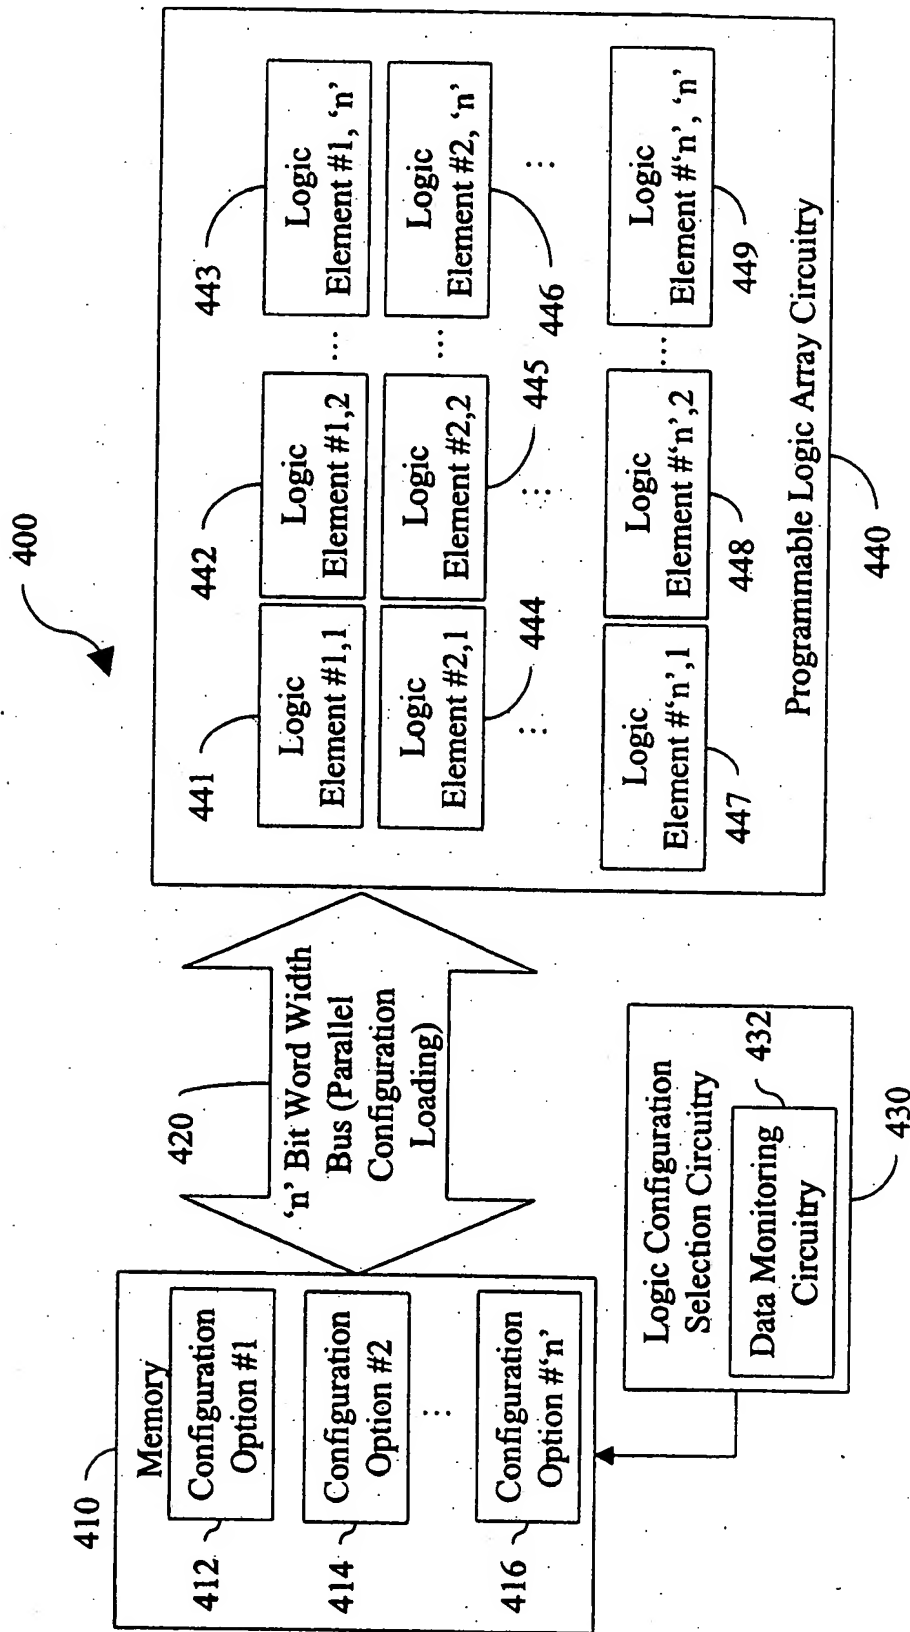 400
410
Memory
412
Configuration
Option #1
414
Configuration
Option #2
⋮
416
Configuration
Option #‘n’
420
‘n’ Bit Word Width
Bus (Parallel
Configuration
Loading)
Logic Configuration
Selection Circuitry
Data Monitoring
Circuitry
432
430
441
Logic
Element #1,1
442
Logic
Element #1,2
...
443
Logic
Element #1, ‘n’
Logic
Element #2,1
444
Logic
Element #2,2
445
...
Logic
Element #2, ‘n’
446
⋮
⋮
⋮
Logic
Element #‘n’,1
447
Logic
Element #‘n’,2
448
...
Logic
Element #‘n’, ‘n’
449
Programmable Logic Array Circuitry
440